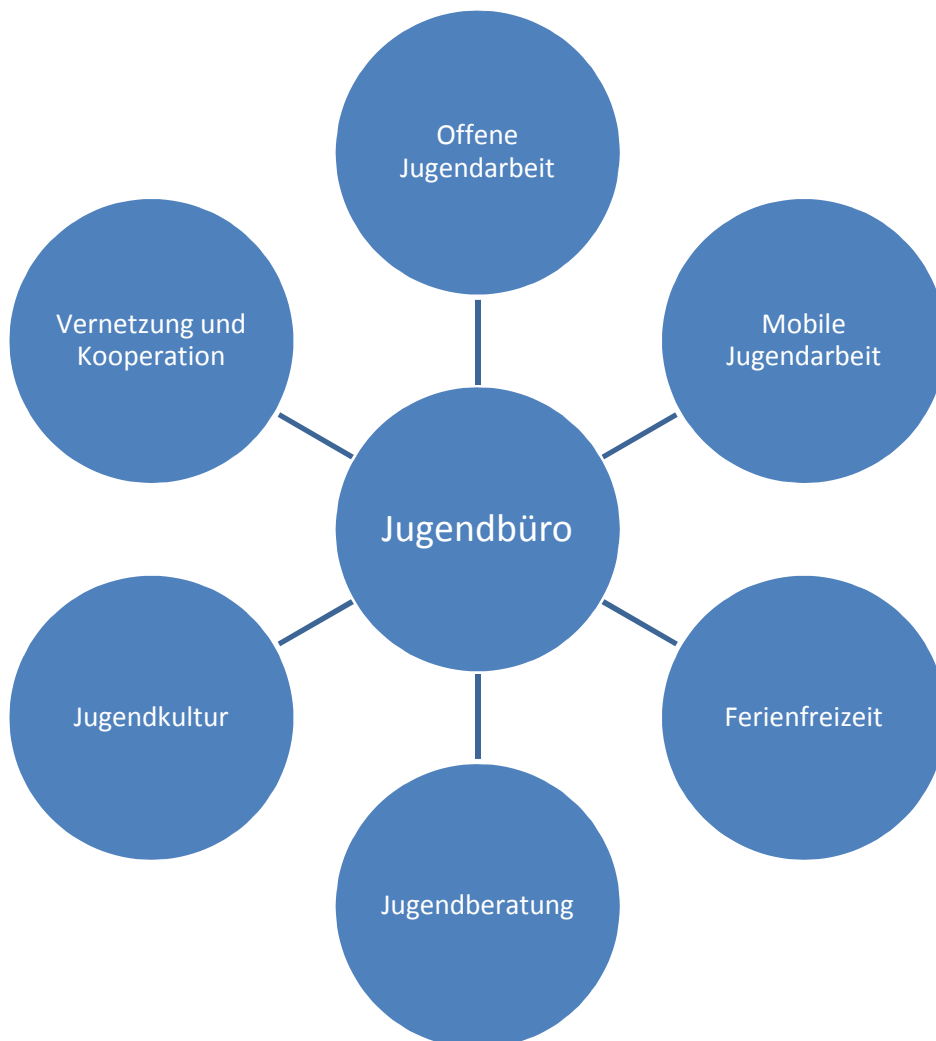 Offene
Jugendarbeit
Vernetzung und
Kooperation
Mobile
Jugendarbeit
Jugendbüro
Jugendkultur
Ferienfreizeit
Jugendberatung